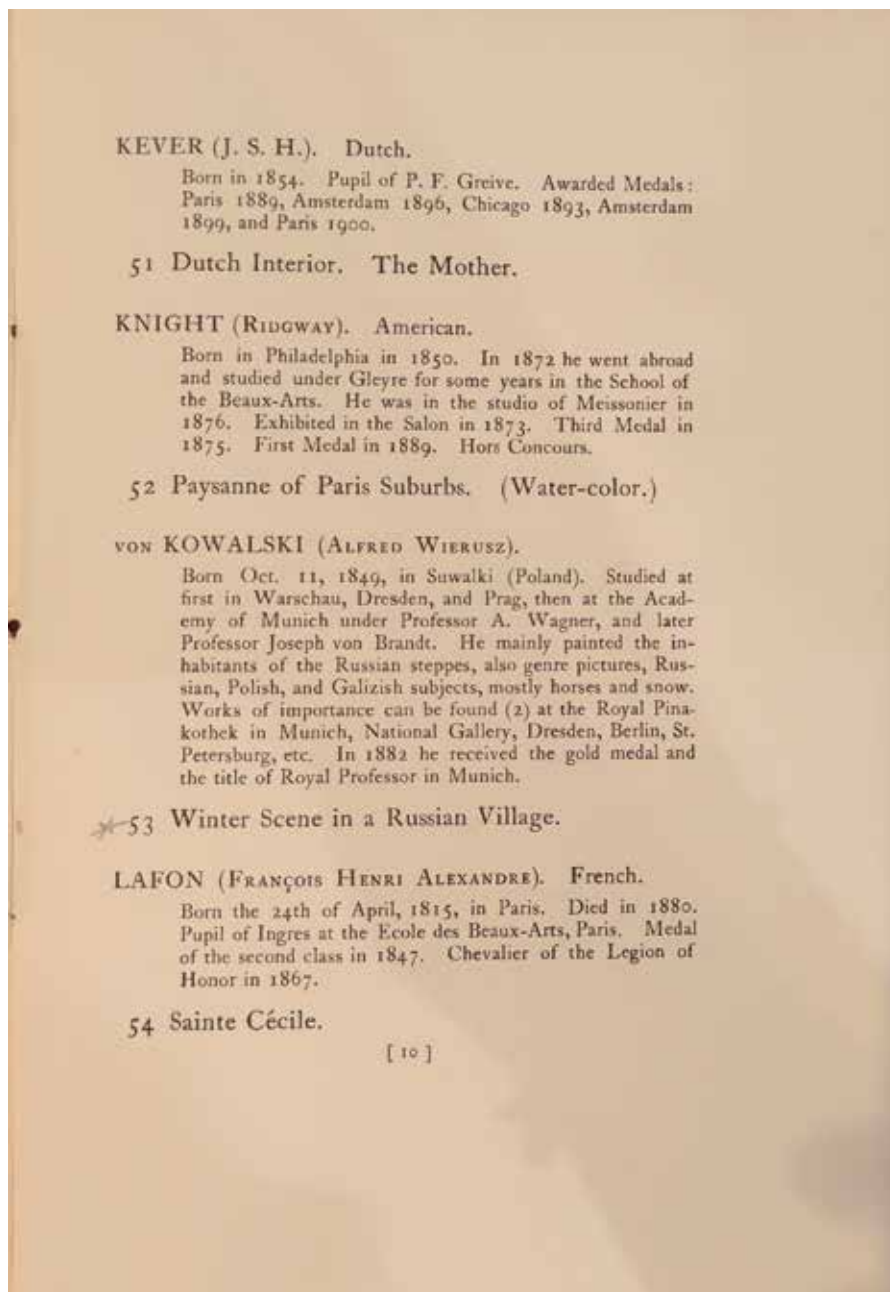 KEVER (J. S. H.). Dutch.
Born in 1854. Pupil of P. F. Greive. Awarded Medals:
Paris 1889, Amsterdam 1896, Chicago 1893, Amsterdam
1899, and Paris 1900.
51 Dutch Interior. The Mother.
KNIGHT (RIDGWAY). American.
Born in Philadelphia in 1850. In 1872 he went abroad
and studied under Gleyre for some years in the School of
the Beaux-Arts. He was in the studio of Meissonier in
1876. Exhibited in the Salon in 1873. Third Medal in
1875. First Medal in 1889. Hors Concours.
52 Paysanne of Paris Suburbs. (Water-color.)
VON KOWALSKI (ALFRED WIERUSZ).
Born Oct. 11, 1849, in Suwalki (Poland). Studied at
first in Warschau, Dresden, and Prag, then at the Acad-
emy of Munich under Professor A. Wagner, and later
Professor Joseph von Brandt. He mainly painted the in-
habitants of the Russian steppes, also genre pictures, Rus-
sian, Polish, and Galizish subjects, mostly horses and snow.
Works of importance can be found (2) at the Royal Pina-
kothek in Munich, National Gallery, Dresden, Berlin, St.
Petersburg, etc. In 1882 he received the gold medal and
the title of Royal Professor in Munich.
53 Winter Scene in a Russian Village.
LAFON (FRANÇOIS HENRI ALEXANDRE). French.
Born the 24th of April, 1815, in Paris. Died in 1880.
Pupil of Ingres at the Ecole des Beaux-Arts, Paris. Medal
of the second class in 1847. Chevalier of the Legion of
Honor in 1867.
54 Sainte Cécile.
[ 10 ]